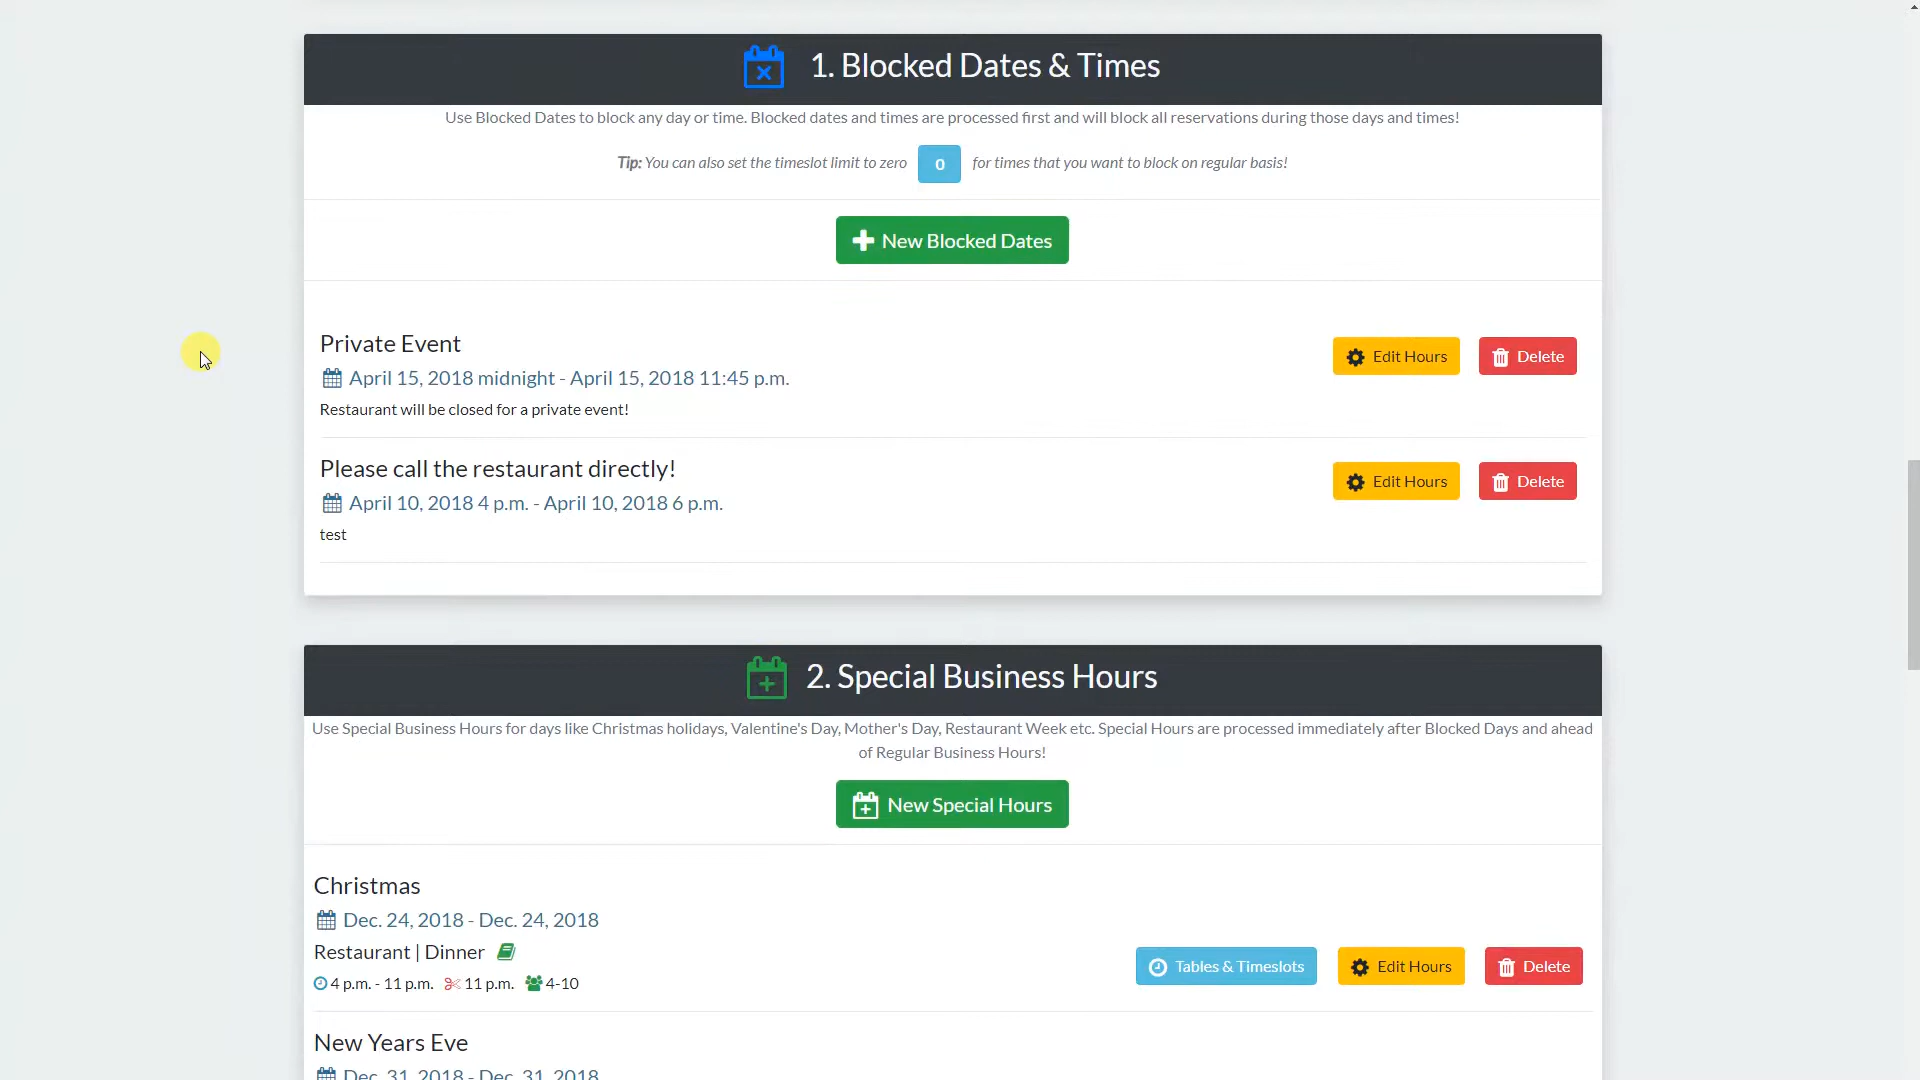 1. Blocked Dates & Times
Use Blocked Dates to block any day or time. Blocked dates and times are processed first and will block all reservations during those days and times!
Tip: You can also set the timeslot limit to zero 0 for times that you want to block on regular basis!
New Blocked Dates
Private Event
Edit Hours Delete
April 15, 2018 midnight - April 15, 2018 11:45 p.m.
Restaurant will be closed for a private event!
Please call the restaurant directly!
Edit Hours Delete
April 10, 2018 4 p.m. - April 10, 2018 6 p.m.
test
2. Special Business Hours
Use Special Business Hours for days like Christmas holidays, Valentine's Day, Mother's Day, Restaurant Week etc. Special Hours are processed immediately after Blocked Days and ahead
of Regular Business Hours!
New Special Hours
Christmas
Dec. 24, 2018 - Dec. 24, 2018
Restaurant | Dinner
Tables & Timeslots Edit Hours Delete
4 p.m. - 11 p.m. 11 p.m. 4-10
New Years Eve
Dec. 31, 2018 - Dec. 31, 2018